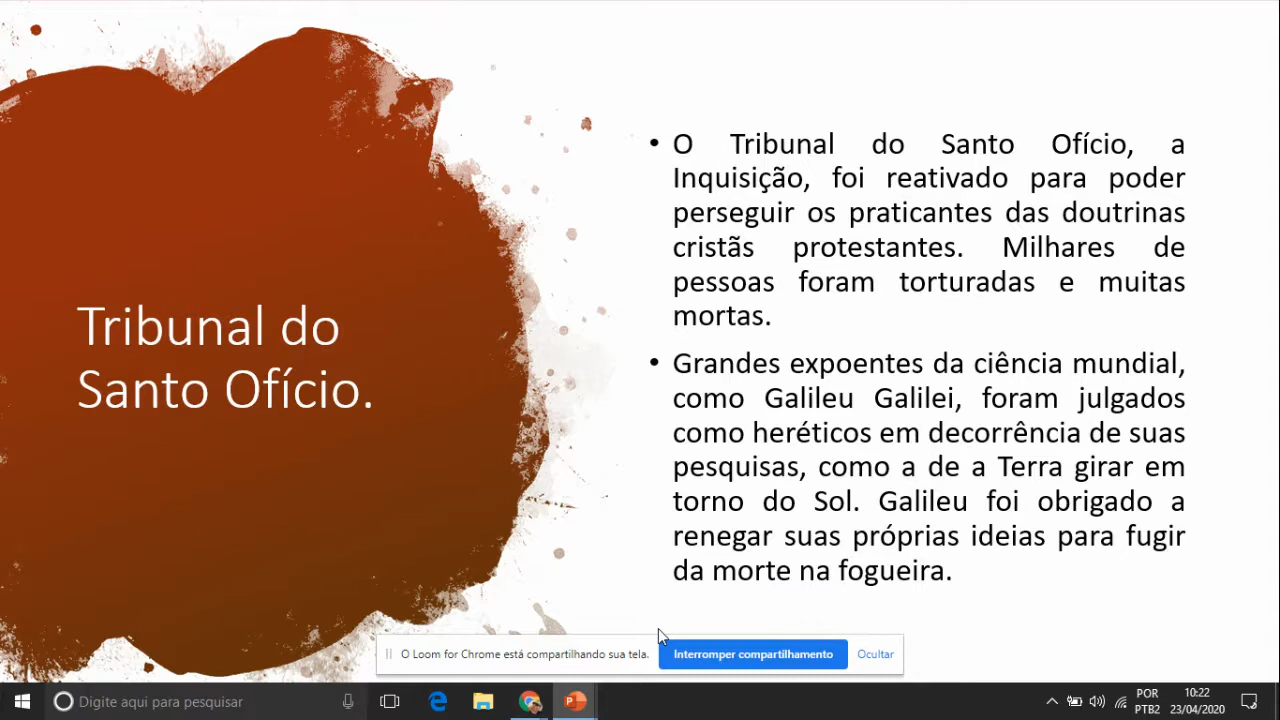 Tribunal do
Santo Ofício.
• O Tribunal do Santo Ofício, a
Inquisição, foi reativado para poder
perseguir os praticantes das doutrinas
cristãs protestantes. Milhares de
pessoas foram torturadas e muitas
mortas.
• Grandes expoentes da ciência mundial,
como Galileu Galilei, foram julgados
como heréticos em decorrência de suas
pesquisas, como a de a Terra girar em
torno do Sol. Galileu foi obrigado a
renegar suas próprias ideias para fugir
da morte na fogueira.
O Loom for Chrome está compartilhando sua tela.
Interromper compartilhamento
Ocultar
Digite aqui para pesquisar
POR
PTB2
10:22
23/04/2020